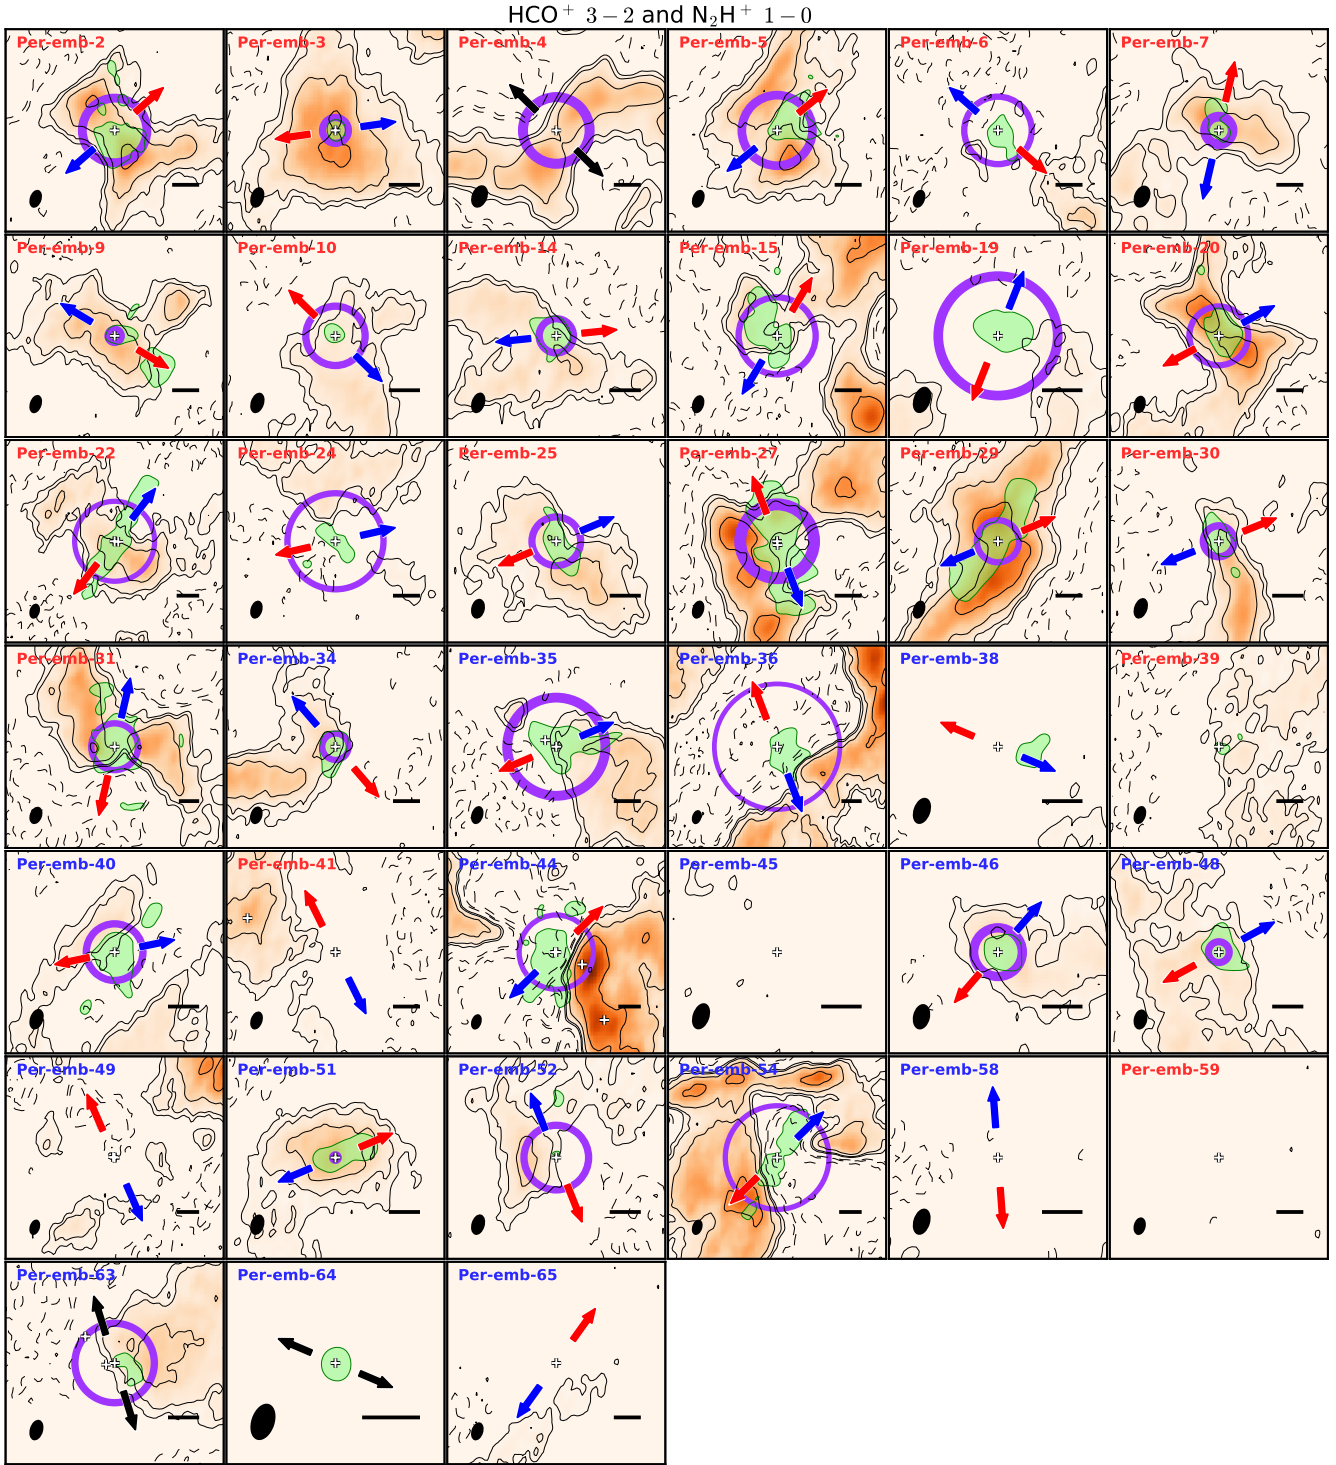 HCO⁺ 3−2 and N₂H⁺ 1−0
Per-emb-2 Per-emb-3 Per-emb-4 Per-emb-5 Per-emb-6 Per-emb-7
Per-emb-9 Per-emb-10 Per-emb-14 Per-emb-15 Per-emb-19 Per-emb-20
Per-emb-22 Per-emb-24 Per-emb-25 Per-emb-27 Per-emb-29 Per-emb-30
Per-emb-31 Per-emb-34 Per-emb-35 Per-emb-36 Per-emb-38 Per-emb-39
Per-emb-40 Per-emb-41 Per-emb-44 Per-emb-45 Per-emb-46 Per-emb-48
Per-emb-49 Per-emb-51 Per-emb-52 Per-emb-54 Per-emb-58 Per-emb-59
Per-emb-63 Per-emb-64 Per-emb-65